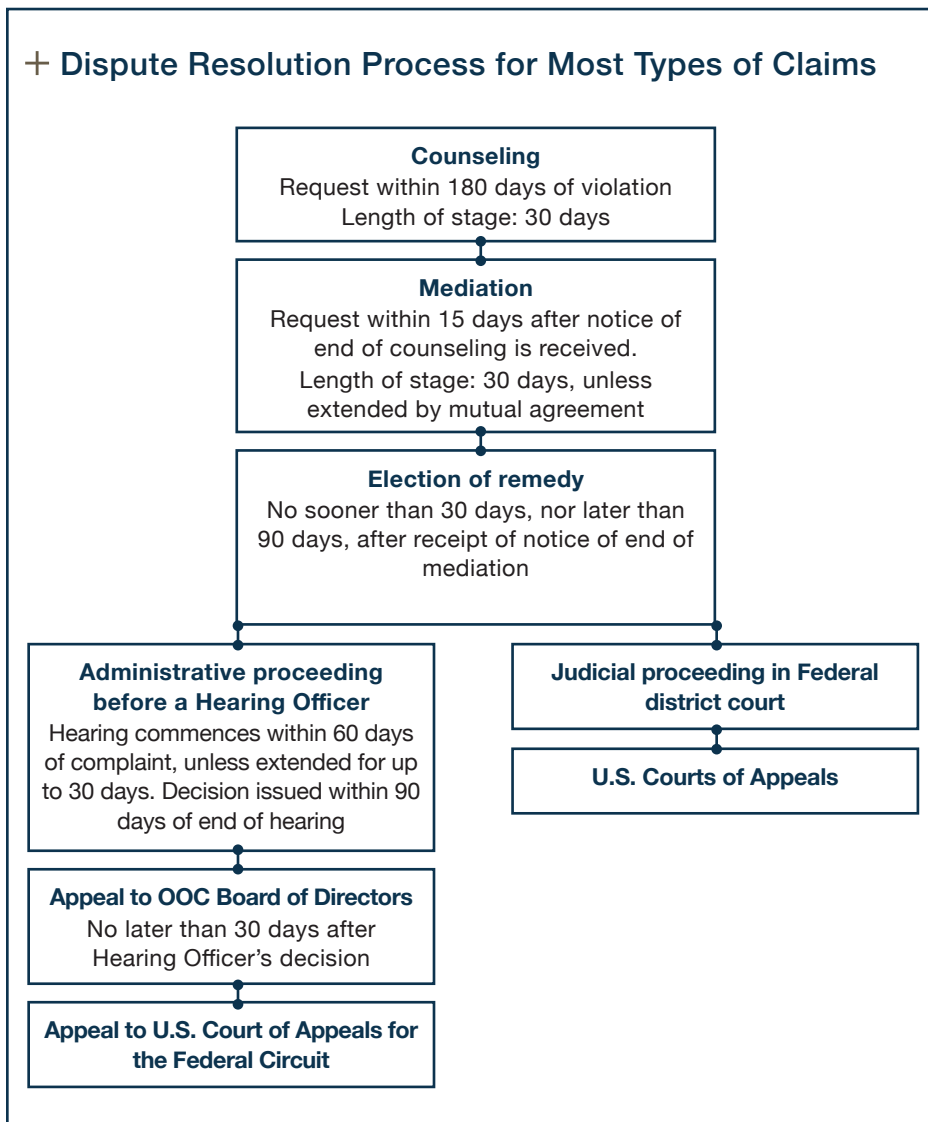 + Dispute Resolution Process for Most Types of Claims
Counseling
Request within 180 days of violation
Length of stage: 30 days
Mediation
Request within 15 days after notice of
end of counseling is received.
Length of stage: 30 days, unless
extended by mutual agreement
Election of remedy
No sooner than 30 days, nor later than
90 days, after receipt of notice of end of
mediation
Administrative proceeding
before a Hearing Officer
Hearing commences within 60 days
of complaint, unless extended for up
to 30 days. Decision issued within 90
days of end of hearing
Appeal to OOC Board of Directors
No later than 30 days after
Hearing Officer's decision
Appeal to U.S. Court of Appeals for
the Federal Circuit
Judicial proceeding in Federal
district court
U.S. Courts of Appeals